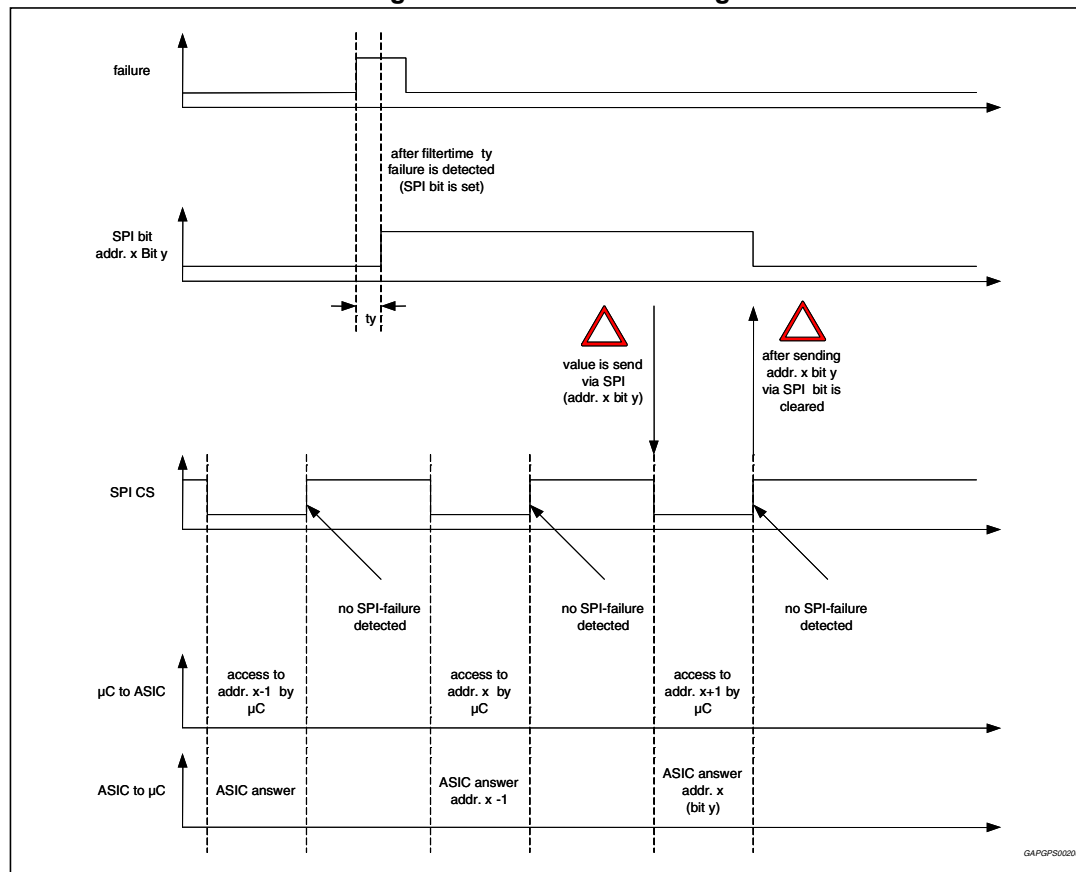 failure
after filtertime ty
failure is detected
(SPI bit is set)
SPI bit
addr. x Bit y
ty
value is send
via SPI
(addr. x bit y)
after sending
addr. x bit y
via SPI bit is
cleared
SPI CS
no SPI-failure
detected
no SPI-failure
detected
no SPI-failure
detected
µC to ASIC
access to
addr. x-1 by
µC
access to
addr. x by
µC
access to
addr. x+1 by
µC
ASIC to µC
ASIC answer
ASIC answer
addr. x -1
ASIC answer
addr. x
(bit y)